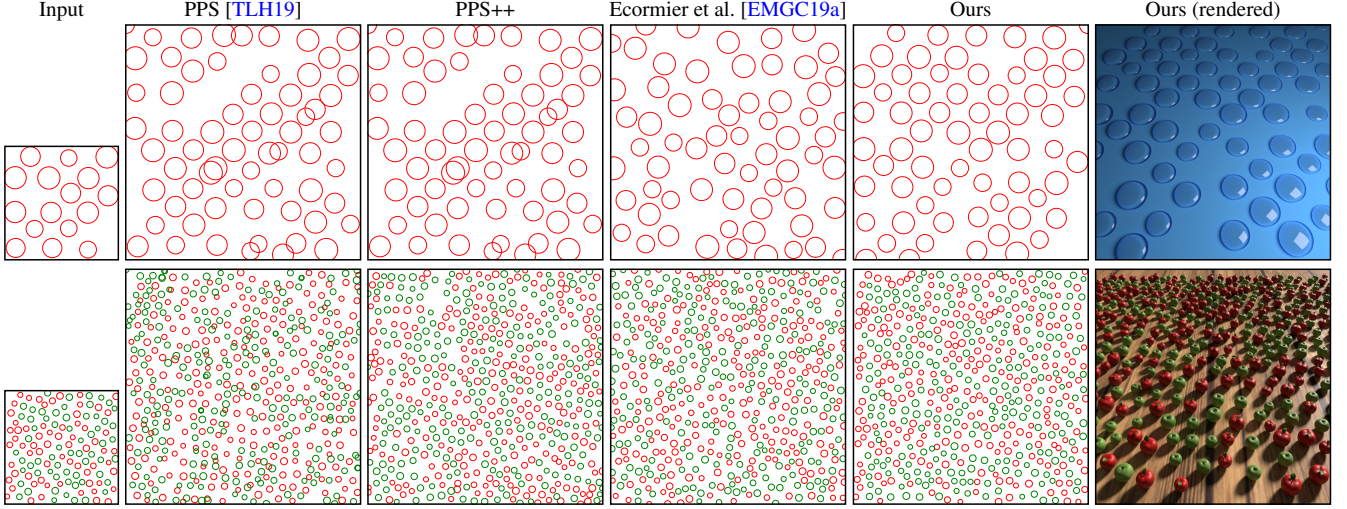 Input PPS [TLH19] PPS++ Ecormier et al. [EMGC19a] Ours Ours (rendered)